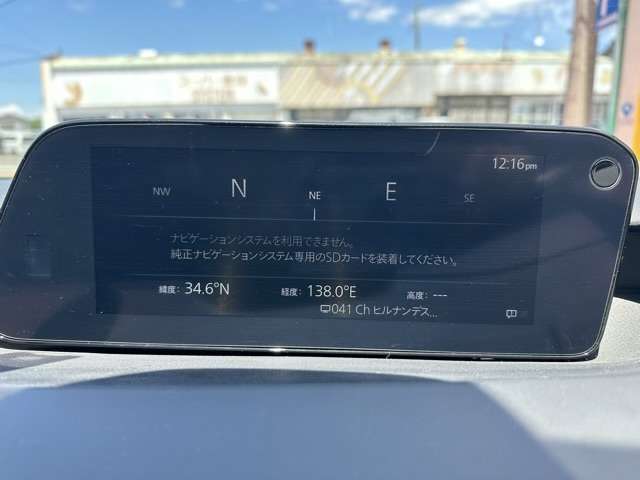 12:16pm
NW N NE E SE
ナビゲーションシステムを利用できません。
純正ナビゲーションシステム専用のSDカードを装着してください。
緯度: 34.6°N 経度: 138.0°E 高度: ---
041 Ch ヒルナンデス...